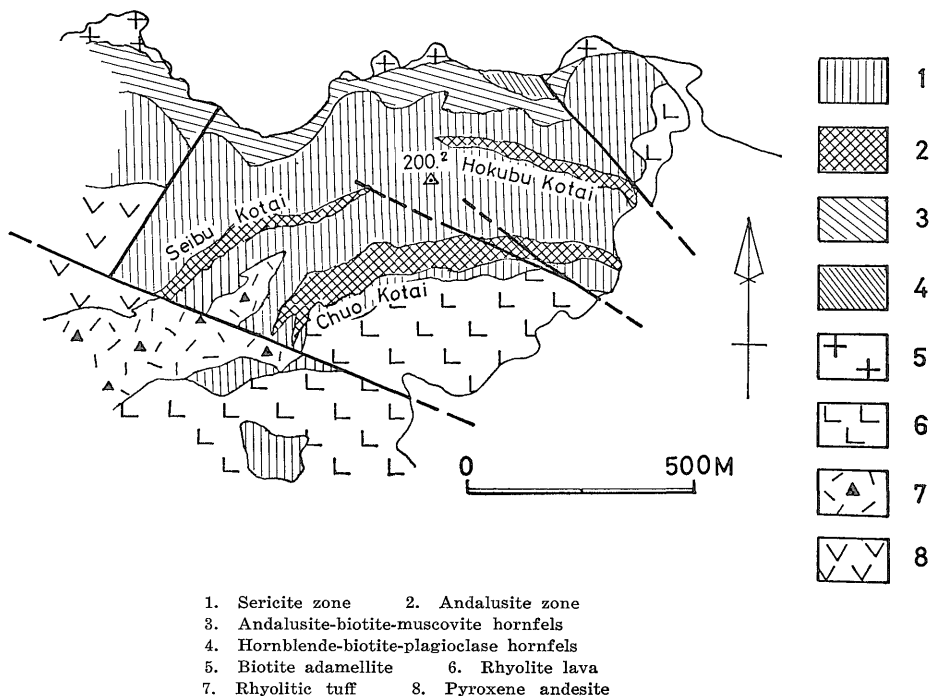 200.2
Hokubu Kotai
Seibu Kotai
Chuo Kotai
0 500M
1
2
3
4
5
6
7
8
1. Sericite zone 2. Andalusite zone
3. Andalusite-biotite-muscovite hornfels
4. Hornblende-biotite-plagioclase hornfels
5. Biotite adamellite 6. Rhyolite lava
7. Rhyolitic tuff 8. Pyroxene andesite